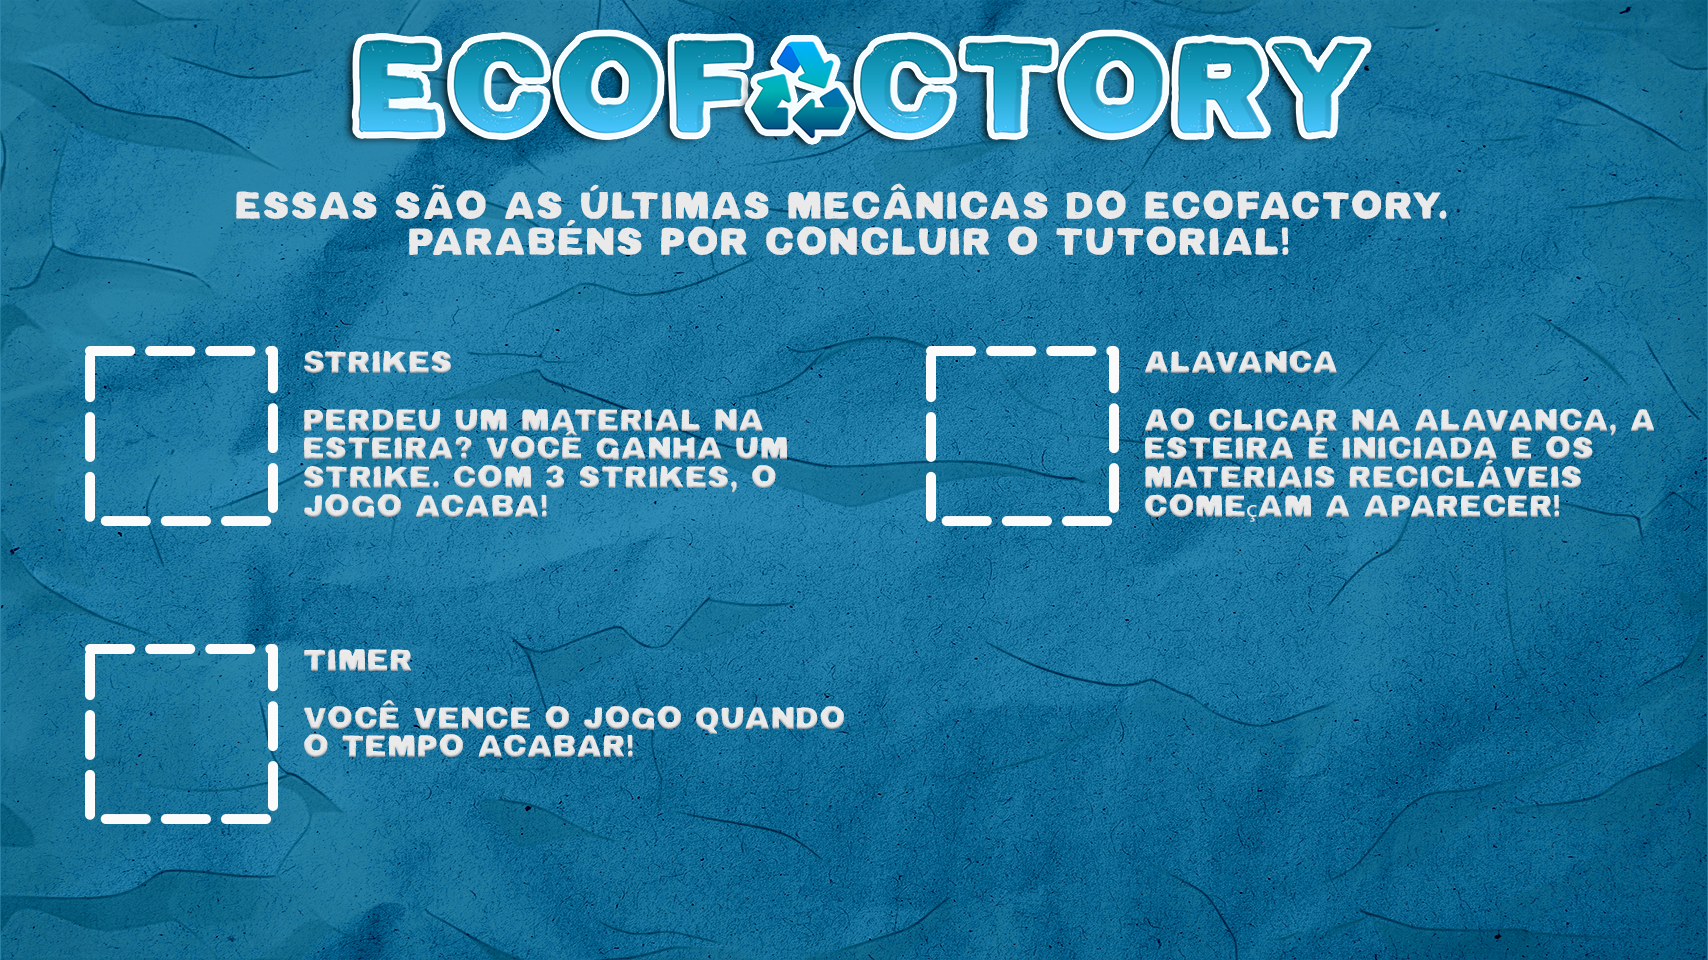 ECOFACTORY
ESSAS SÃO AS ÚLTIMAS MECÂNICAS DO ECOFACTORY.
PARABÉNS POR CONCLUIR O TUTORIAL!
STRIKES
PERDEU UM MATERIAL NA
ESTEIRA? VOCÊ GANHA UM
STRIKE. COM 3 STRIKES, O
JOGO ACABA!
ALAVANCA
AO CLICAR NA ALAVANCA, A
ESTEIRA É INICIADA E OS
MATERIAIS RECICLÁVEIS
COMEçAM A APARECER!
TIMER
VOCÊ VENCE O JOGO QUANDO
O TEMPO ACABAR!